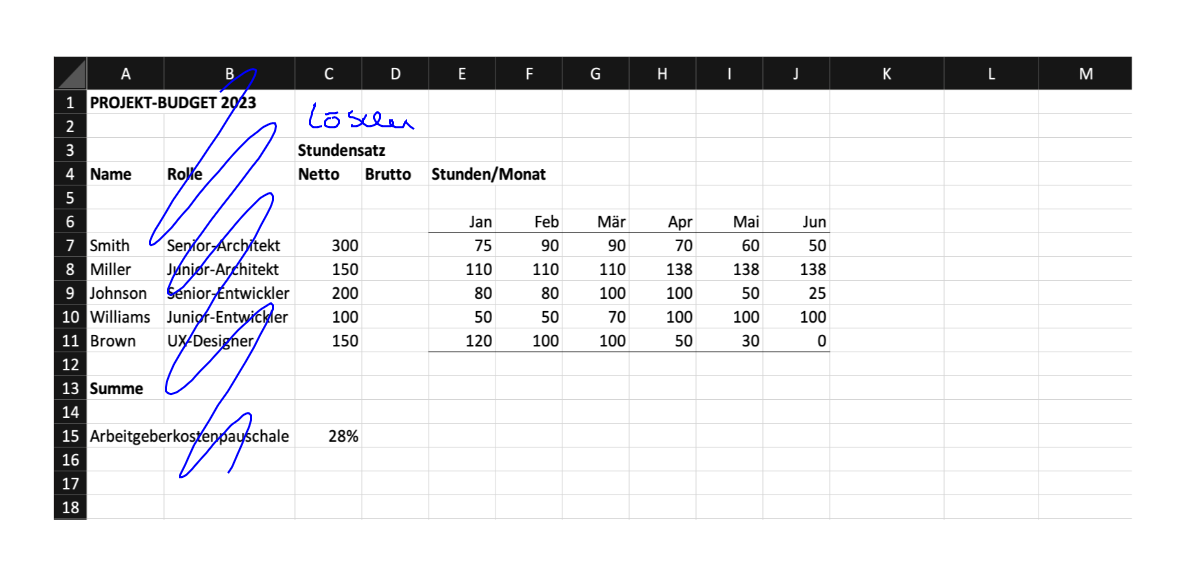 A B C D E F G H I J K L M
1 PROJEKT-BUDGET 2023
Löschen
2
3 Stundensatz
4 Name Rolle Netto Brutto Stunden/Monat
5
6 Jan Feb Mär Apr Mai Jun
7 Smith Senior-Architekt 300 75 90 90 70 60 50
8 Miller Junior-Architekt 150 110 110 110 138 138 138
9 Johnson Senior-Entwickler 200 80 80 100 100 50 25
10 Williams Junior-Entwickler 100 50 50 70 100 100 100
11 Brown UX-Designer 150 120 100 100 50 30 0
12
13 Summe
14
15 Arbeitgeberkostenpauschale 28%
16
17
18